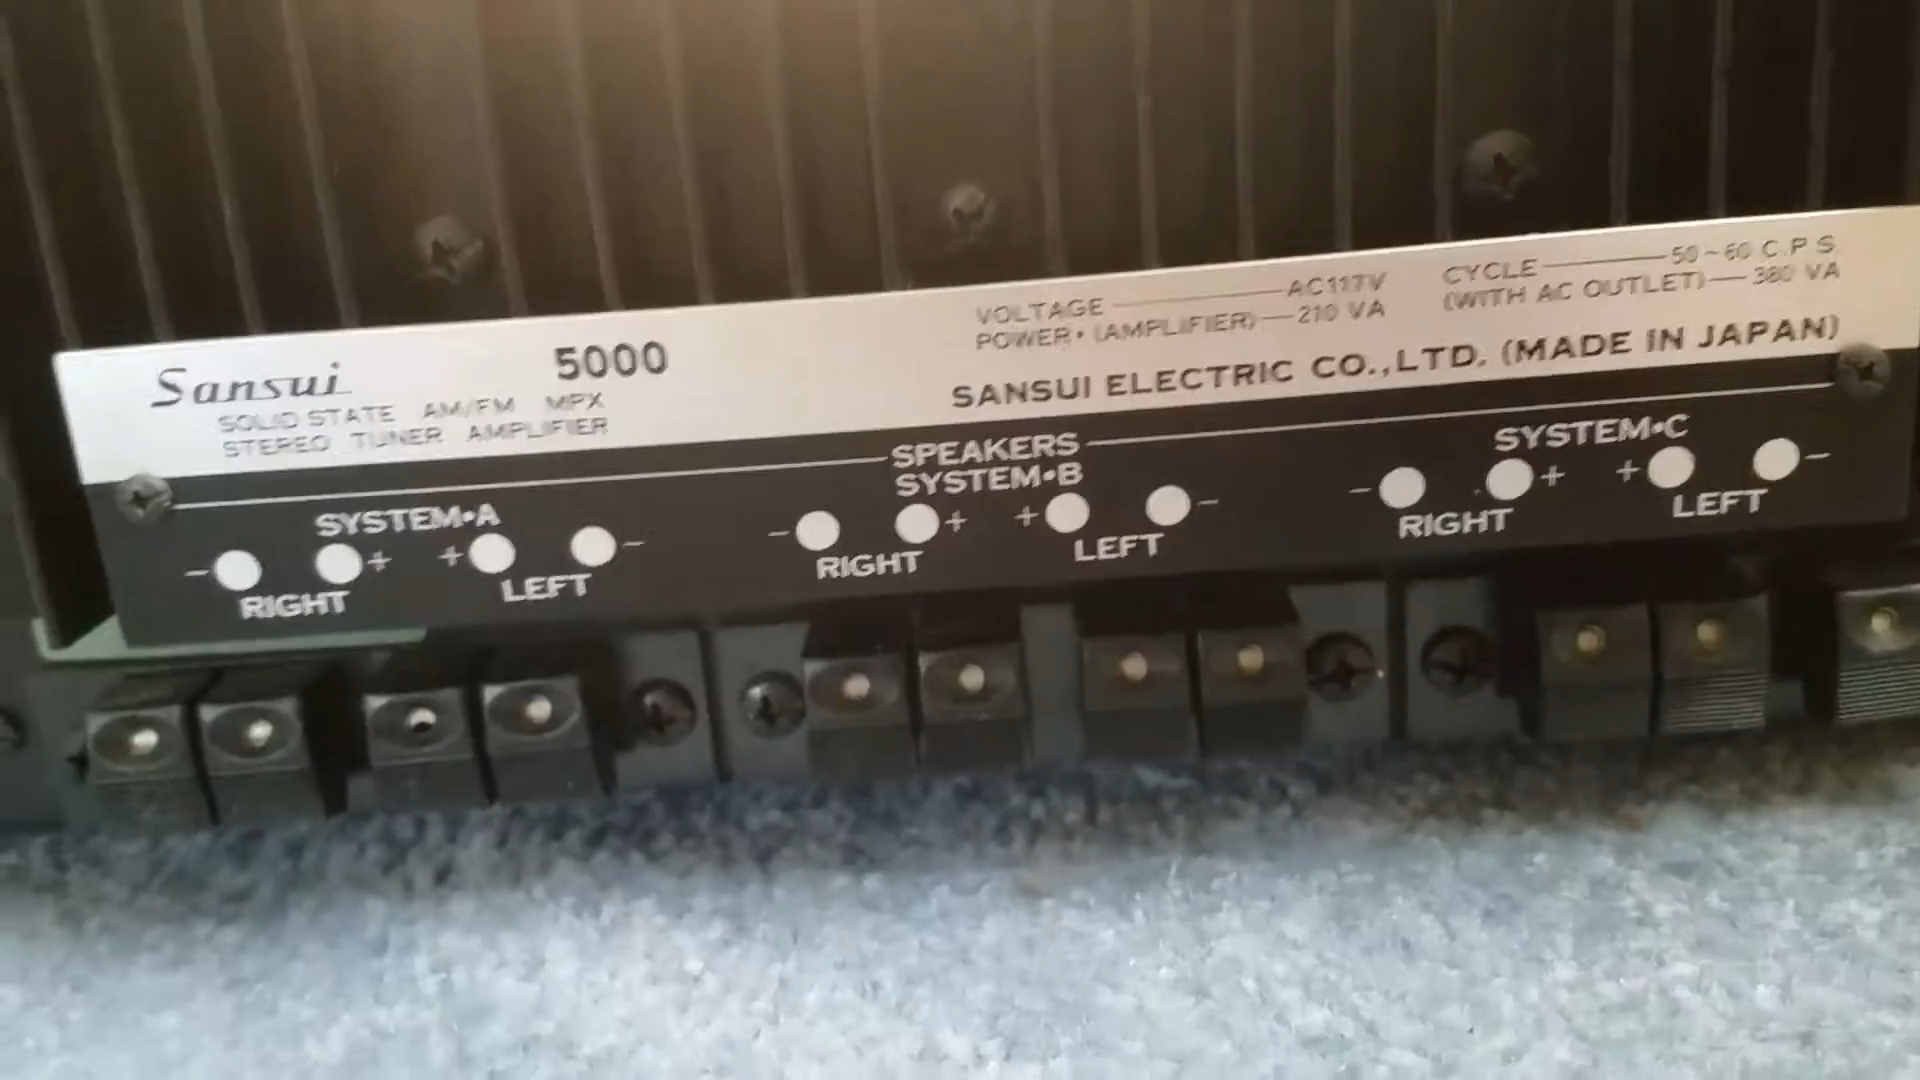 Sansui 5000
SOLID STATE AM/FM MPX
STEREO TUNER AMPLIFIER
VOLTAGE AC117V
POWER • (AMPLIFIER) 210 VA
CYCLE 50~60 C.P.S.
(WITH AC OUTLET) 380 VA
SANSUI ELECTRIC CO., LTD. (MADE IN JAPAN)
SPEAKERS
SYSTEM•A
SYSTEM•B
SYSTEM•C
− + + −
RIGHT LEFT
− + + −
RIGHT LEFT
− + + −
RIGHT LEFT